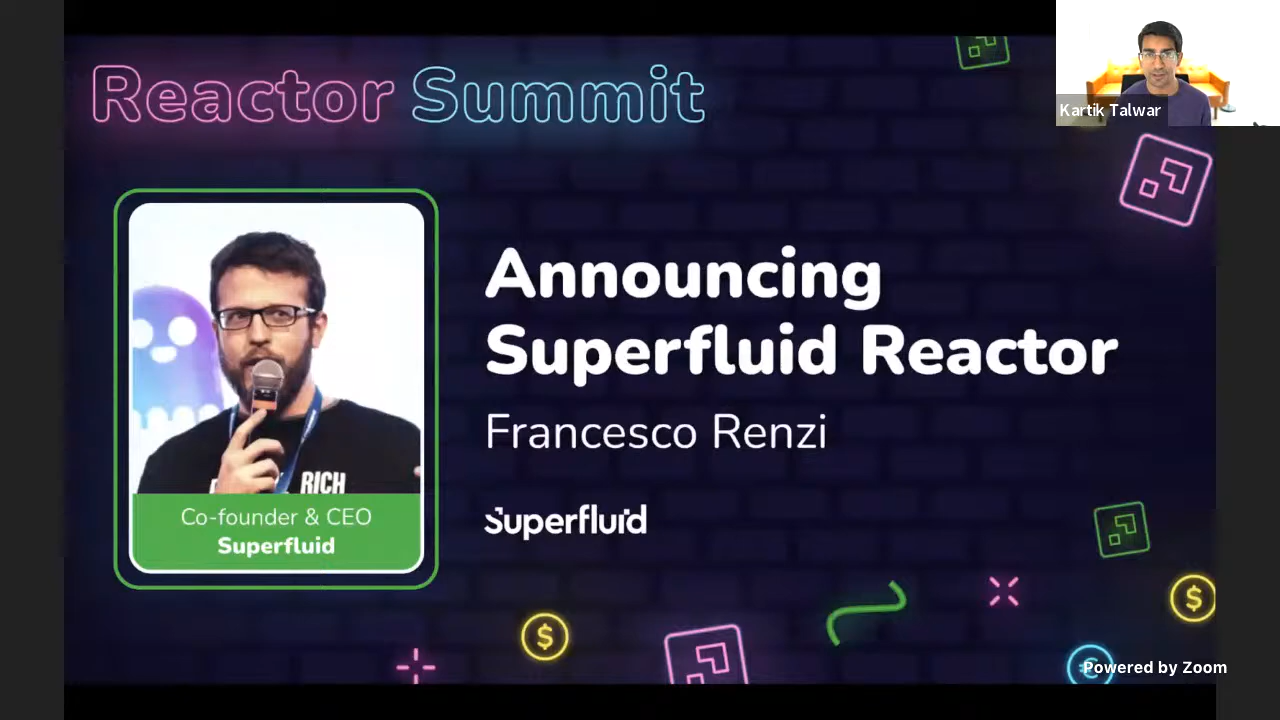 Reactor Summit
Kartik Talwar
Announcing
Superfluid Reactor
Francesco Renzi
Superfluid
RICH
Co-founder & CEO
Superfluid
$
$
Powered by Zoom